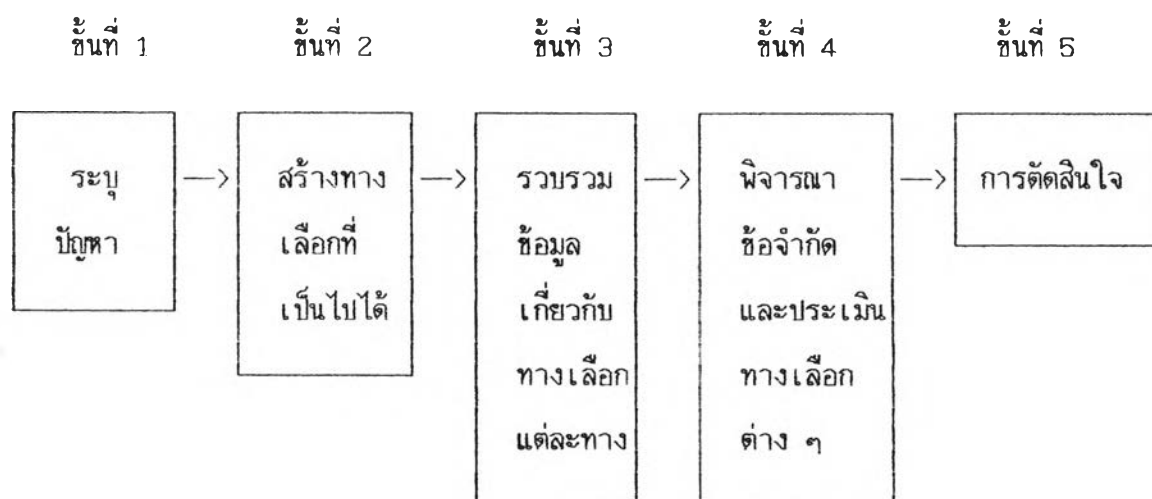 ขั้นที่ 1
ขั้นที่ 2
ขั้นที่ 3
ขั้นที่ 4
ขั้นที่ 5
ระบุ
ปัญหา
สร้างทาง
เลือกที่
เป็นไปได้
รวบรวม
ข้อมูล
เกี่ยวกับ
ทางเลือก
แต่ละทาง
พิจารณา
ข้อจำกัด
และประเมิน
ทางเลือก
ต่าง ๆ
การตัดสินใจ